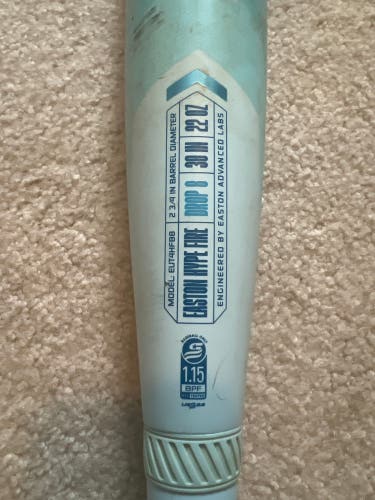 MODEL: EUT4HF88
2 3/4 IN BARREL DIAMETER
EASTON HYPE FIRE
DROP 8
30 IN
22 OZ
ENGINEERED BY EASTON ADVANCED LABS
1.15
BPF